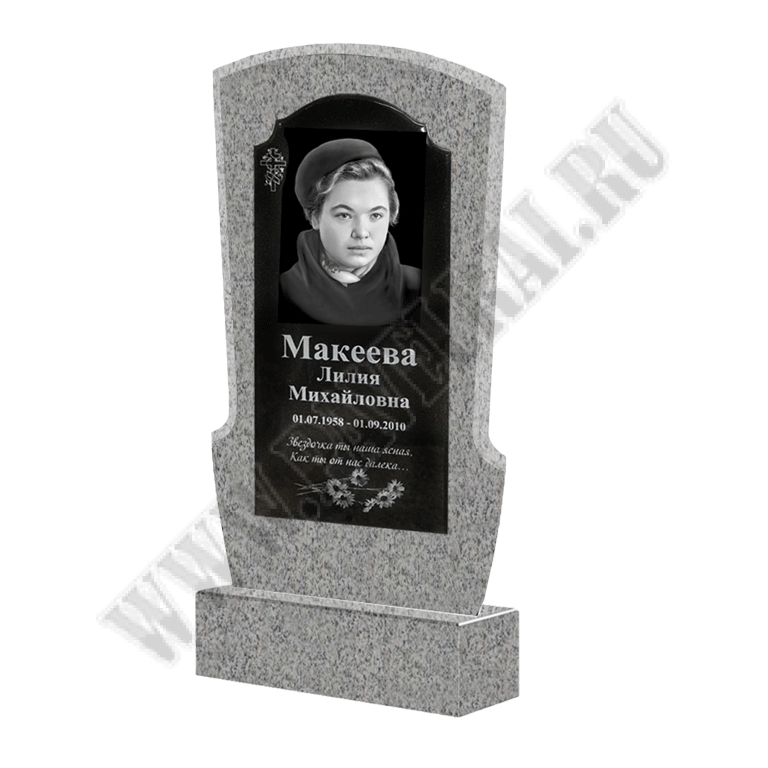 Макеева
Лилия
Михайловна
01.07.1958 - 01.09.2010
Звездочка ты наша ясная,
Как ты от нас далека...